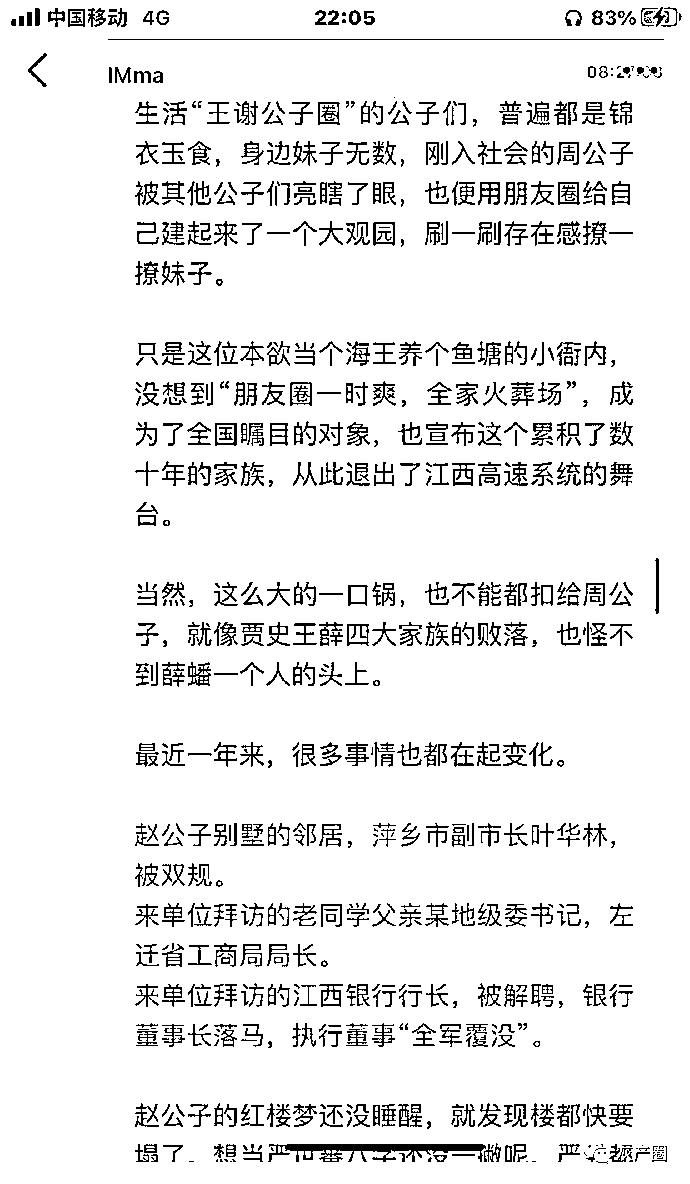 中国移动 4G 22:05 83%
IMma
生活“王谢公子圈”的公子们，普遍都是锦
衣玉食，身边妹子无数，刚入社会的周公子
被其他公子们亮瞎了眼，也便用朋友圈给自
己建起来了一个大观园，刷一刷存在感撩一
撩妹子。
只是这位本欲当个海王养个鱼塘的小衙内，
没想到“朋友圈一时爽，全家火葬场”，成
为了全国瞩目的对象，也宣布这个累积了数
十年的家族，从此退出了江西高速系统的舞
台。
当然，这么大的一口锅，也不能都扣给周公
子，就像贾史王薛四大家族的败落，也怪不
到薛蟠一个人的头上。
最近一年来，很多事情也都在起变化。
赵公子别墅的邻居，萍乡市副市长叶华林，
被双规。
来单位拜访的老同学父亲某地级委书记，左
迁省工商局局长。
来单位拜访的江西银行行长，被解聘，银行
董事长落马，执行董事“全军覆没”。
赵公子的红楼梦还没睡醒，就发现楼都快要
塌了。想当严世蕃八字还没一撇呢，严
产圈